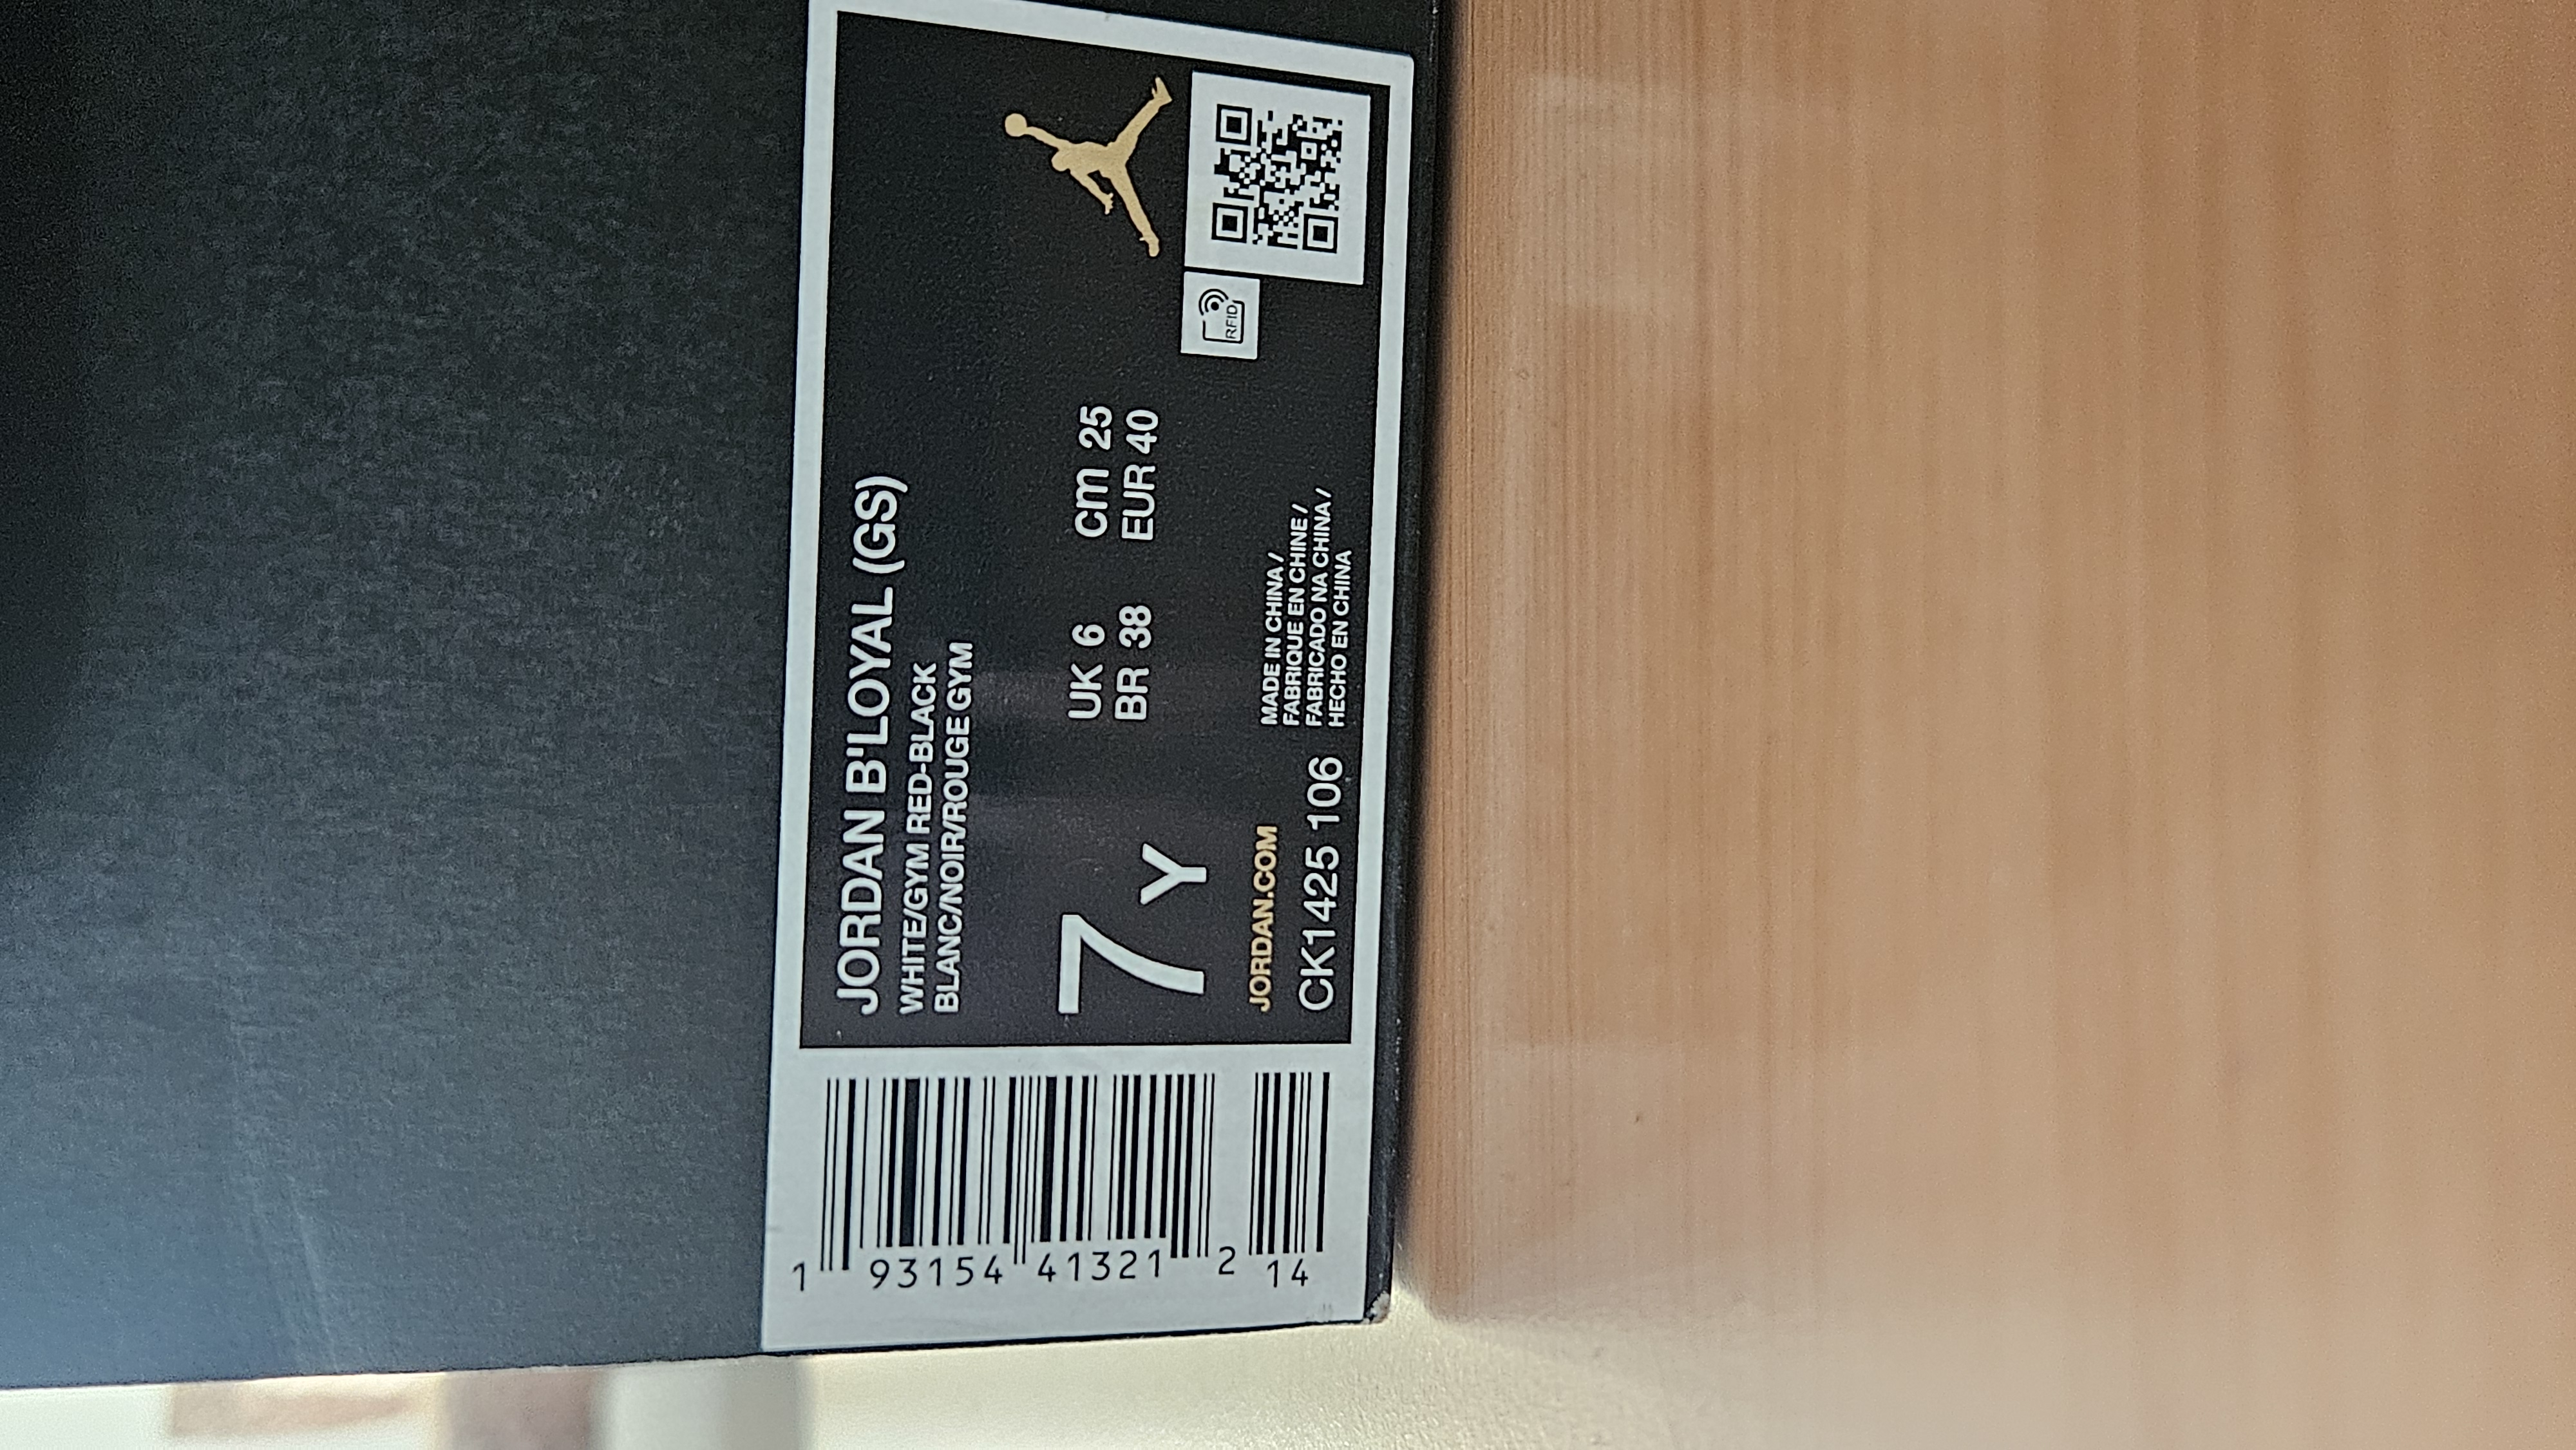 JORDAN B'LOYAL (GS)
WHITE/GYM RED-BLACK
BLANC/NOIR/ROUGE GYM
7Y
UK 6 Cm 25
BR 38 EUR 40
RFID
JORDAN.COM
CK1425 106
MADE IN CHINA /
FABRIQUE EN CHINE /
FABRICADO NA CHINA /
HECHO EN CHINA
1 93154 41321 2 14